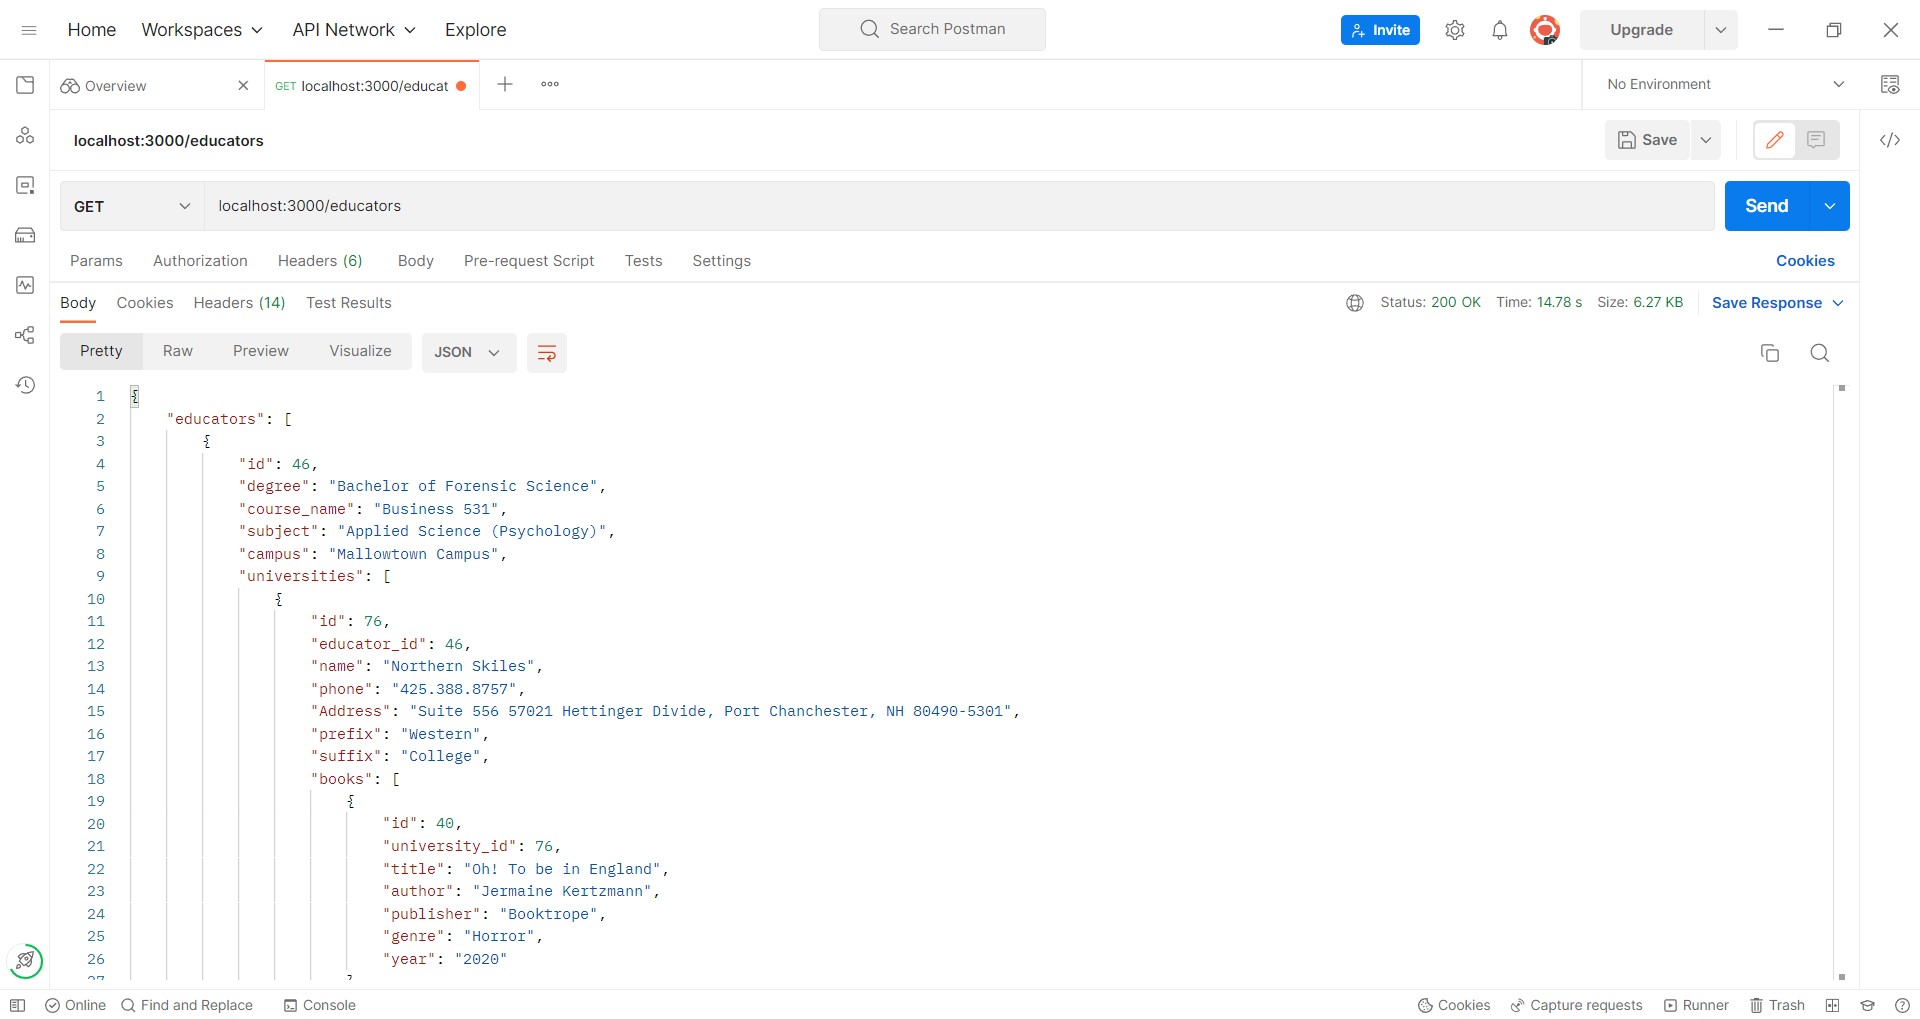 Home Workspaces API Network Explore Search Postman Invite Upgrade
Overview GET localhost:3000/educat No Environment
localhost:3000/educators Save
GET localhost:3000/educators Send
Params Authorization Headers (6) Body Pre-request Script Tests Settings Cookies
Body Cookies Headers (14) Test Results Status: 200 OK Time: 14.78 s Size: 6.27 KB Save Response
Pretty Raw Preview Visualize JSON
1 {
2 "educators": [
3 {
4 "id": 46,
5 "degree": "Bachelor of Forensic Science",
6 "course_name": "Business 531",
7 "subject": "Applied Science (Psychology)",
8 "campus": "Mallowtown Campus",
9 "universities": [
10 {
11 "id": 76,
12 "educator_id": 46,
13 "name": "Northern Skiles",
14 "phone": "425.388.8757",
15 "Address": "Suite 556 57021 Hettinger Divide, Port Chanchester, NH 80490-5301",
16 "prefix": "Western",
17 "suffix": "College",
18 "books": [
19 {
20 "id": 40,
21 "university_id": 76,
22 "title": "Oh! To be in England",
23 "author": "Jermaine Kertzmann",
24 "publisher": "Booktrope",
25 "genre": "Horror",
26 "year": "2020"
Online Find and Replace Console Cookies Capture requests Runner Trash